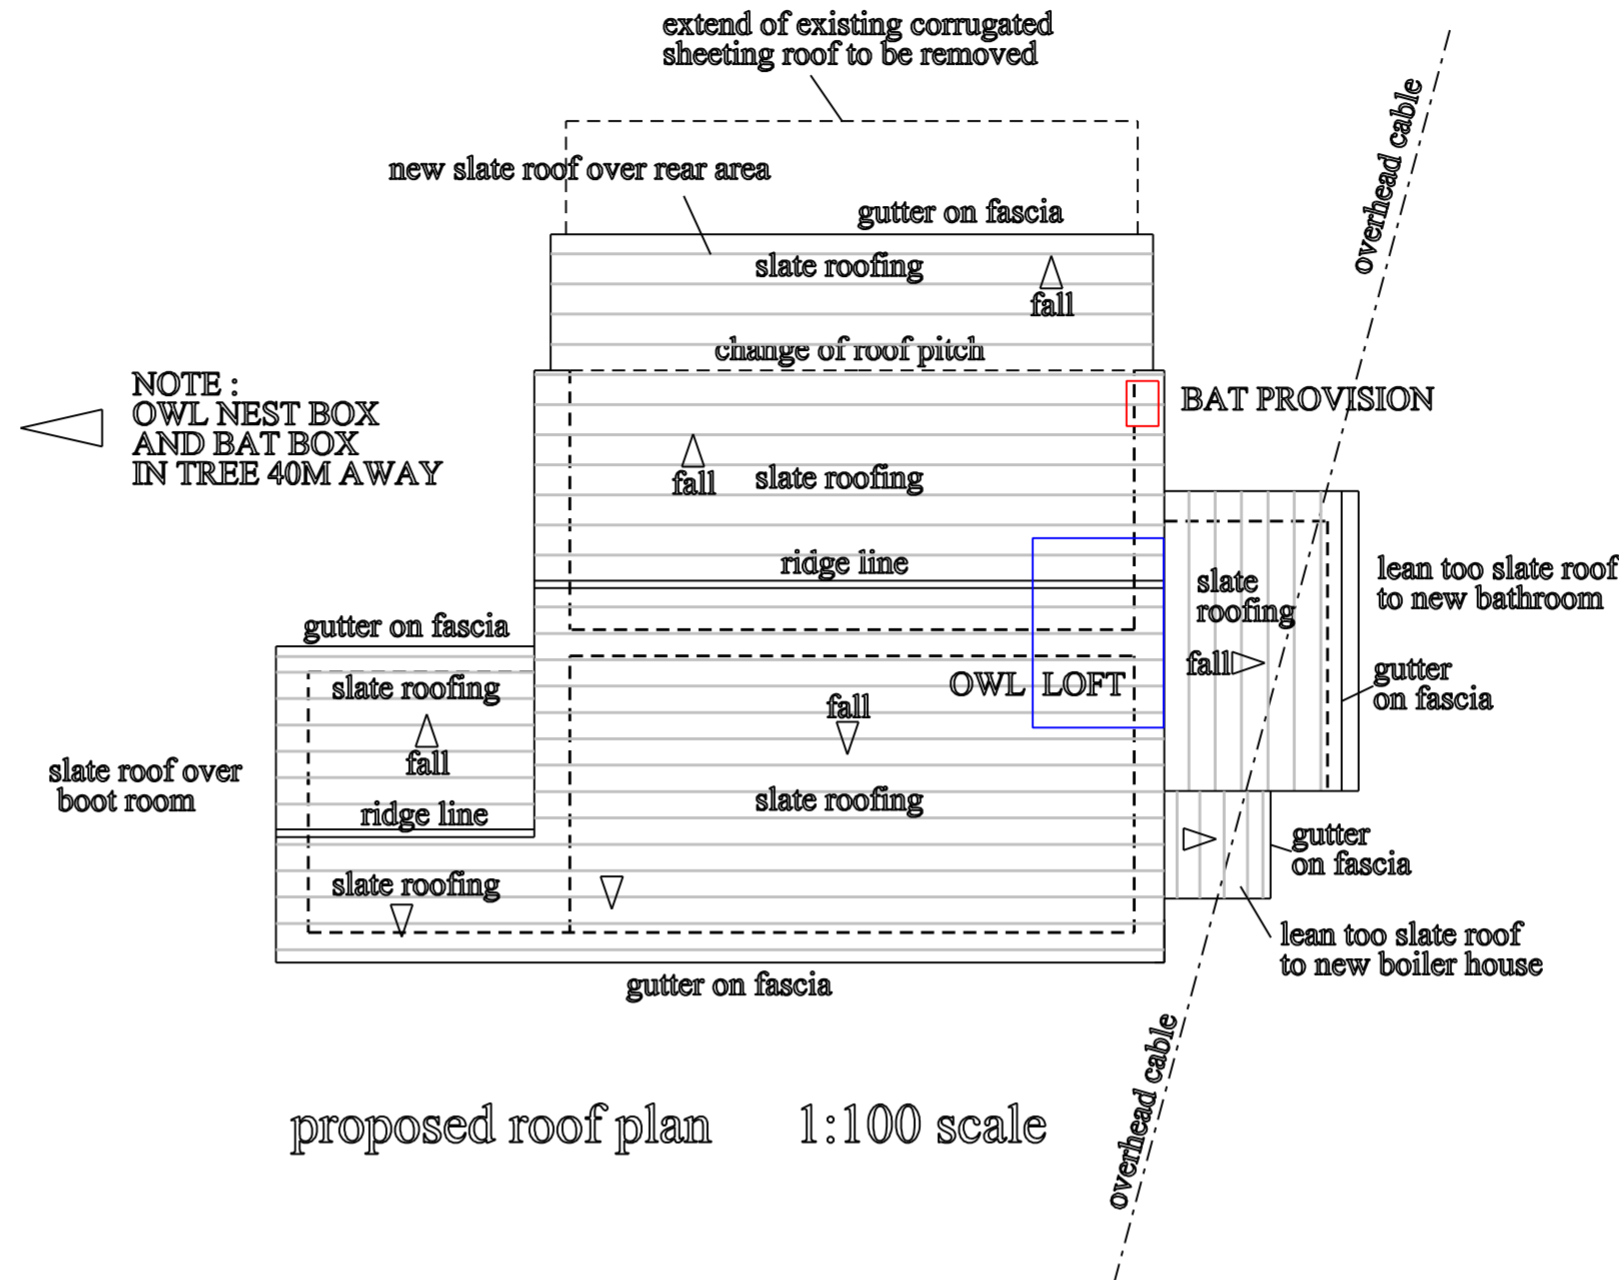 extend of existing corrugated
sheeting roof to be removed
overhead cable
new slate roof over rear area
gutter on fascia
slate roofing
fall
change of roof pitch
NOTE :
OWL NEST BOX
AND BAT BOX
IN TREE 40M AWAY
BAT PROVISION
fall
slate roofing
ridge line
slate
roofing
lean too slate roof
to new bathroom
gutter on fascia
fall
gutter
on fascia
slate roofing
OWL LOFT
fall
fall
slate roof over
boot room
slate roofing
ridge line
gutter
on fascia
slate roofing
lean too slate roof
to new boiler house
gutter on fascia
overhead cable
proposed roof plan 1:100 scale